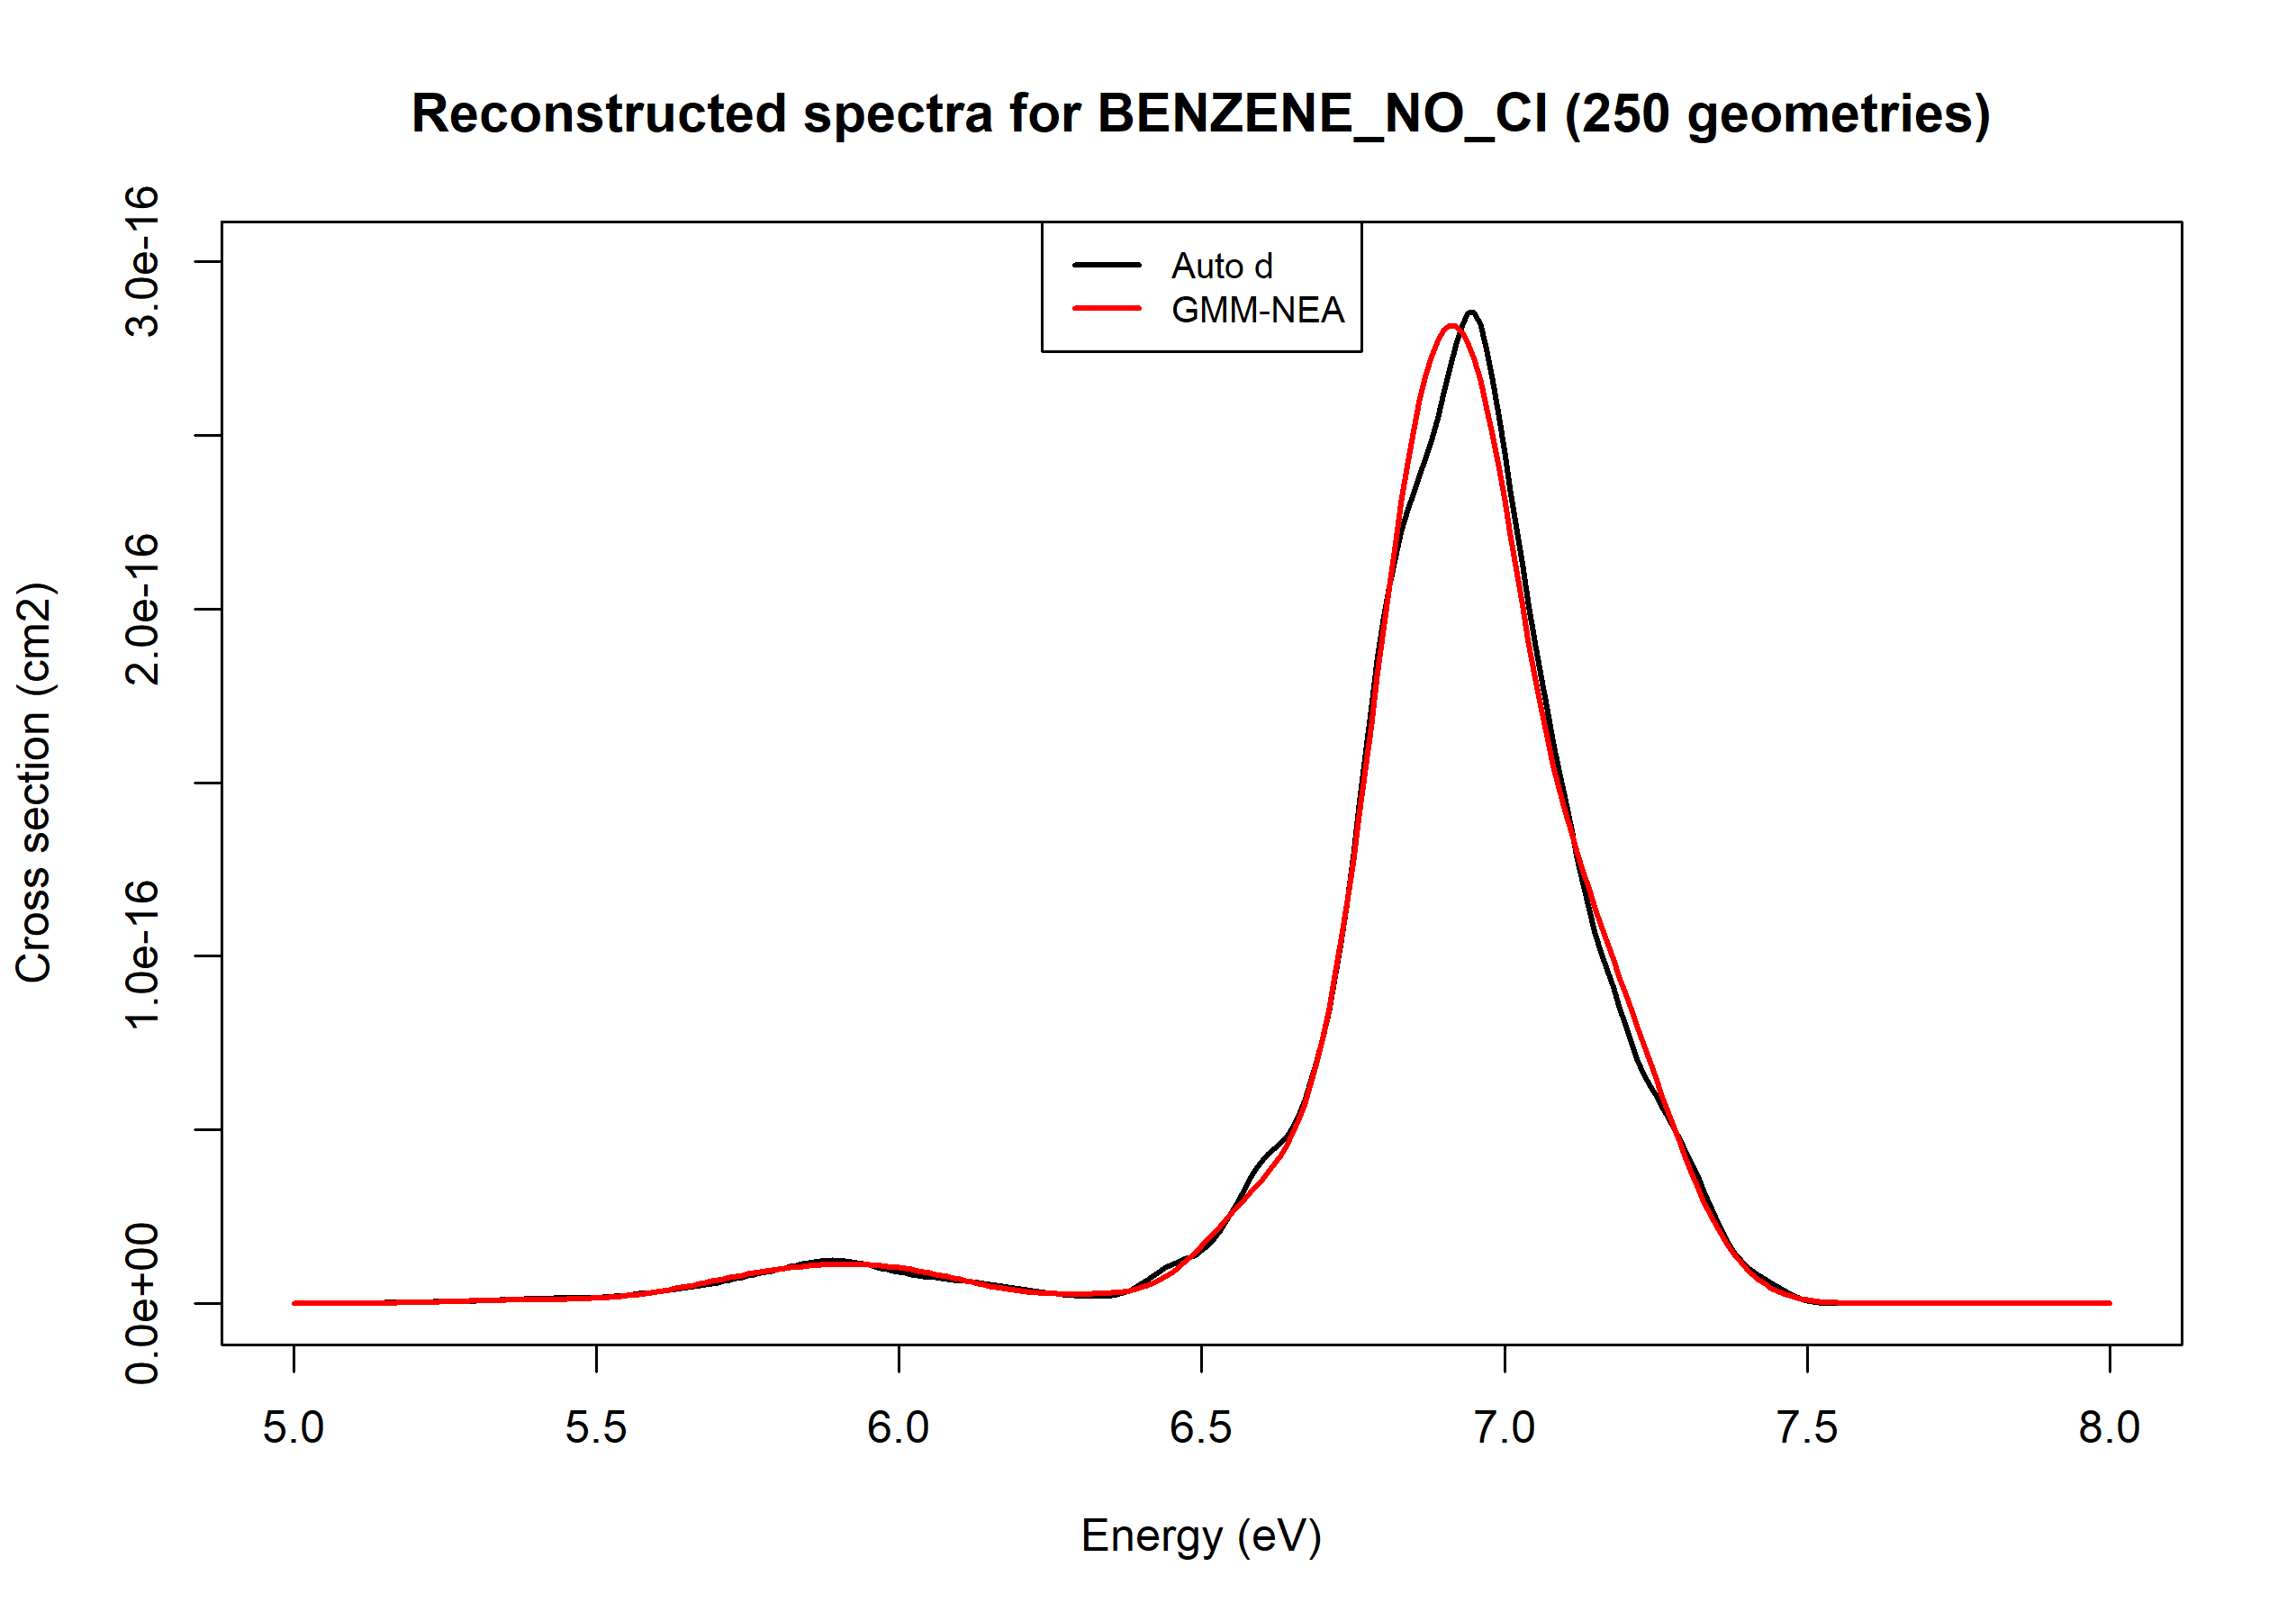 Reconstructed spectra for BENZENE_NO_CI (250 geometries)
Auto d
GMM-NEA
Cross section (cm2)
3.0e-16
2.0e-16
1.0e-16
0.0e+00
5.0 5.5 6.0 6.5 7.0 7.5 8.0
Energy (eV)